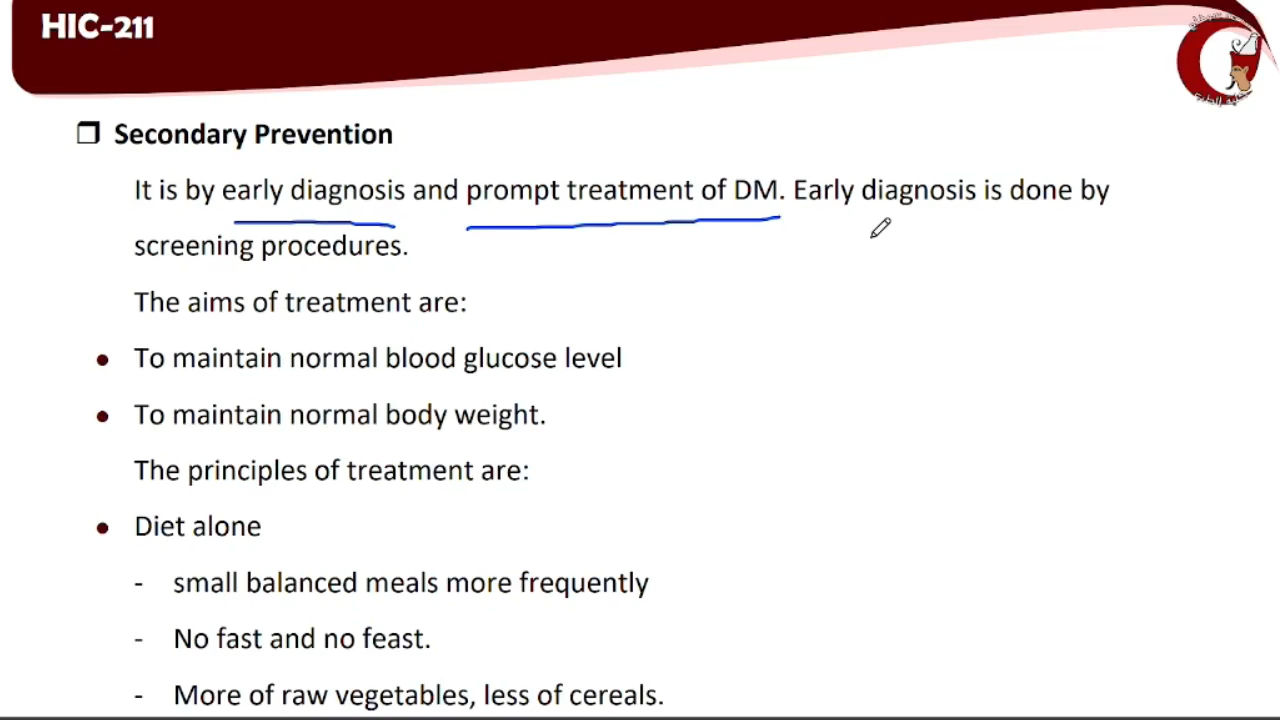 HIC-211
❒ Secondary Prevention
It is by early diagnosis and prompt treatment of DM. Early diagnosis is done by
screening procedures.
The aims of treatment are:
● To maintain normal blood glucose level
● To maintain normal body weight.
The principles of treatment are:
● Diet alone
- small balanced meals more frequently
- No fast and no feast.
- More of raw vegetables, less of cereals.